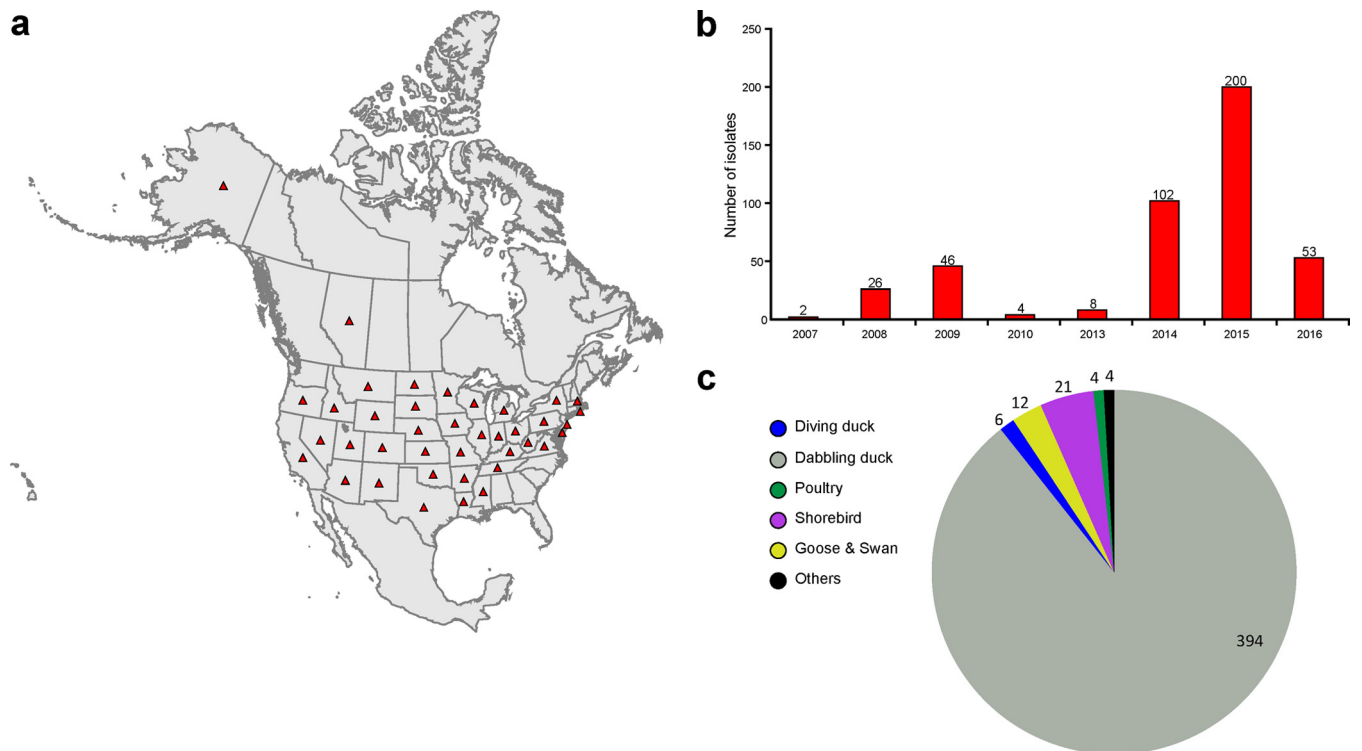 a
b
Number of isolates
250
200
150
100
50
0
2
26
46
4
8
102
200
53
2007
2008
2009
2010
2013
2014
2015
2016
c
Diving duck
Dabbling duck
Poultry
Shorebird
Goose & Swan
Others
6
12
21
4
4
394